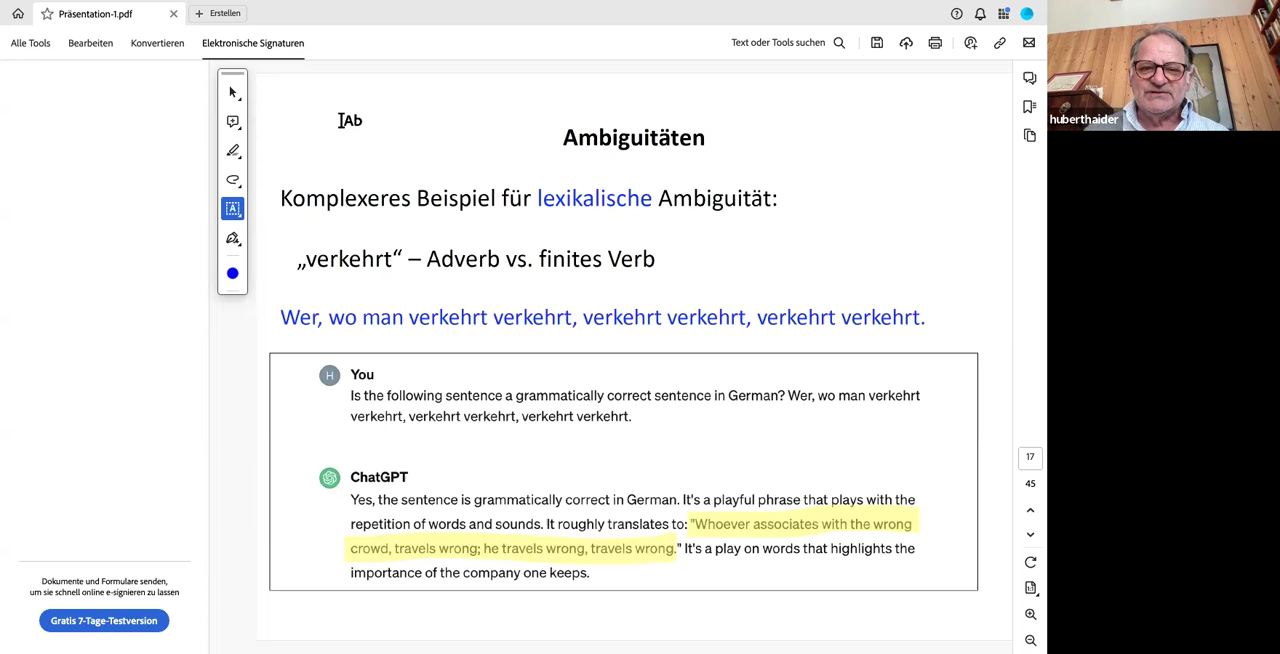 Präsentation-1.pdf
Erstellen
Alle Tools
Bearbeiten
Konvertieren
Elektronische Signaturen
Text oder Tools suchen
huberthaider
Ab
Ambiguitäten
Komplexeres Beispiel für lexikalische Ambiguität:
„verkehrt“ – Adverb vs. finites Verb
Wer, wo man verkehrt verkehrt, verkehrt verkehrt, verkehrt verkehrt.
H
You
Is the following sentence a grammatically correct sentence in German? Wer, wo man verkehrt
verkehrt, verkehrt verkehrt, verkehrt verkehrt.
ChatGPT
Yes, the sentence is grammatically correct in German. It's a playful phrase that plays with the
repetition of words and sounds. It roughly translates to: "Whoever associates with the wrong
crowd, travels wrong; he travels wrong, travels wrong." It's a play on words that highlights the
importance of the company one keeps.
17
45
Dokumente und Formulare senden,
um sie schnell online e-signieren zu lassen
Gratis 7-Tage-Testversion